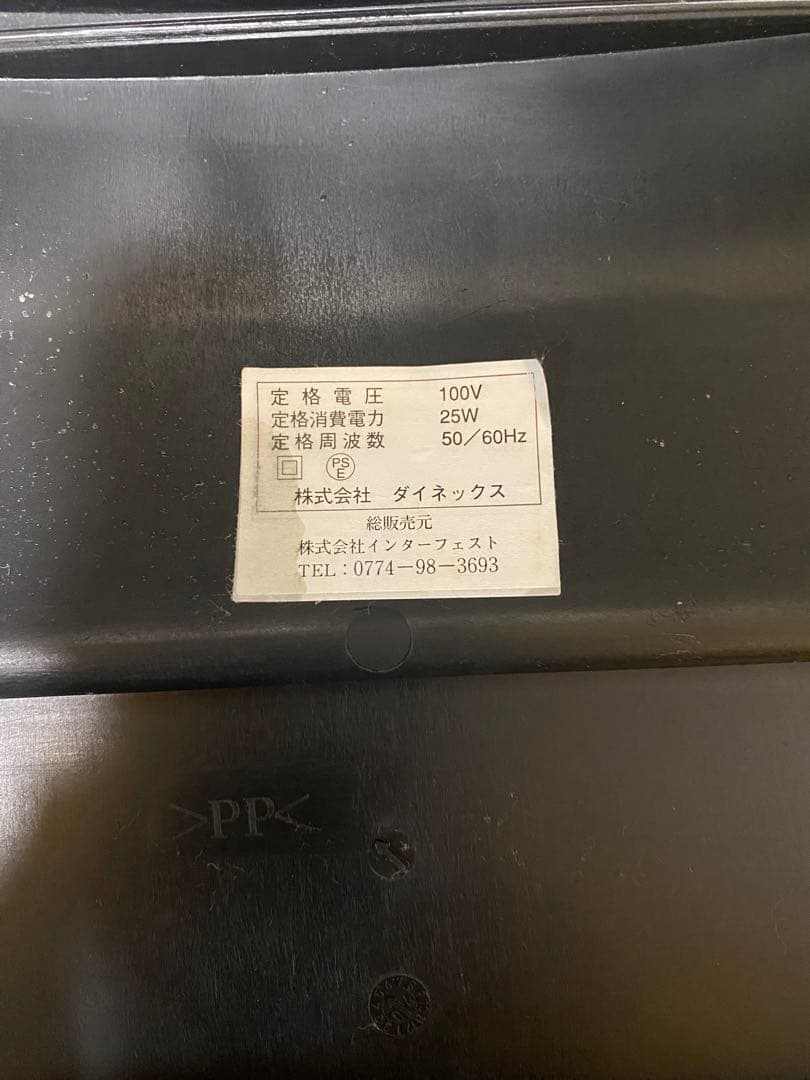 定格電圧 100V
定格消費電力 25W
定格周波数 50／60Hz
PS
E
株式会社 ダイネックス
総販売元
株式会社インターフェスト
TEL：0774－98－3693
>PP<